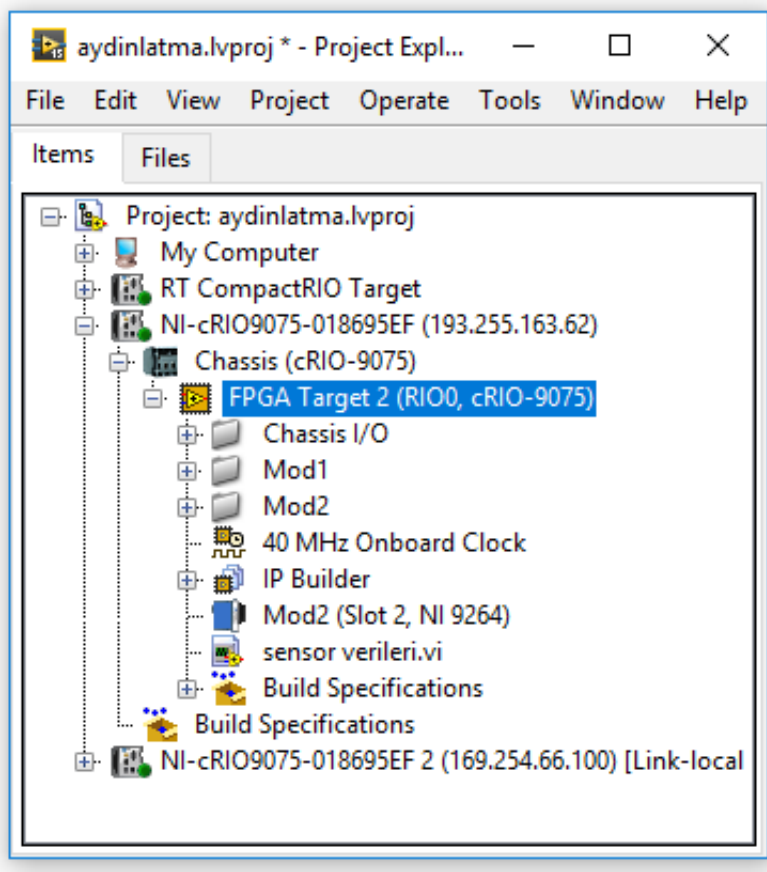 aydinlatma.lvproj * - Project Expl...
File Edit View Project Operate Tools Window Help
Items Files
Project: aydinlatma.lvproj
My Computer
RT CompactRIO Target
NI-cRIO9075-018695EF (193.255.163.62)
Chassis (cRIO-9075)
FPGA Target 2 (RIO0, cRIO-9075)
Chassis I/O
Mod1
Mod2
40 MHz Onboard Clock
IP Builder
Mod2 (Slot 2, NI 9264)
sensor verileri.vi
Build Specifications
Build Specifications
NI-cRIO9075-018695EF 2 (169.254.66.100) [Link-local